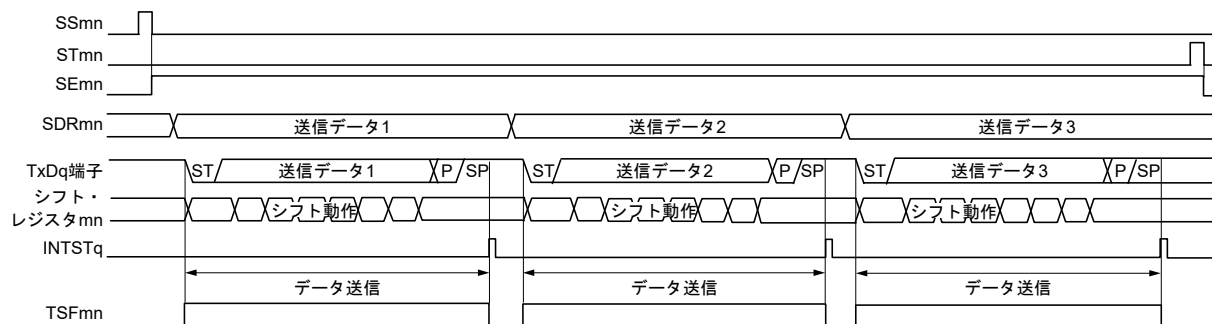 SSmn
STmn
SEmn
SDRmn 送信データ1 送信データ2 送信データ3
TxDq端子 ST 送信データ1 P SP ST 送信データ2 P SP ST 送信データ3 P SP
シフト・
レジスタmn シフト動作 シフト動作 シフト動作
INTSTq
データ送信 データ送信 データ送信
TSFmn